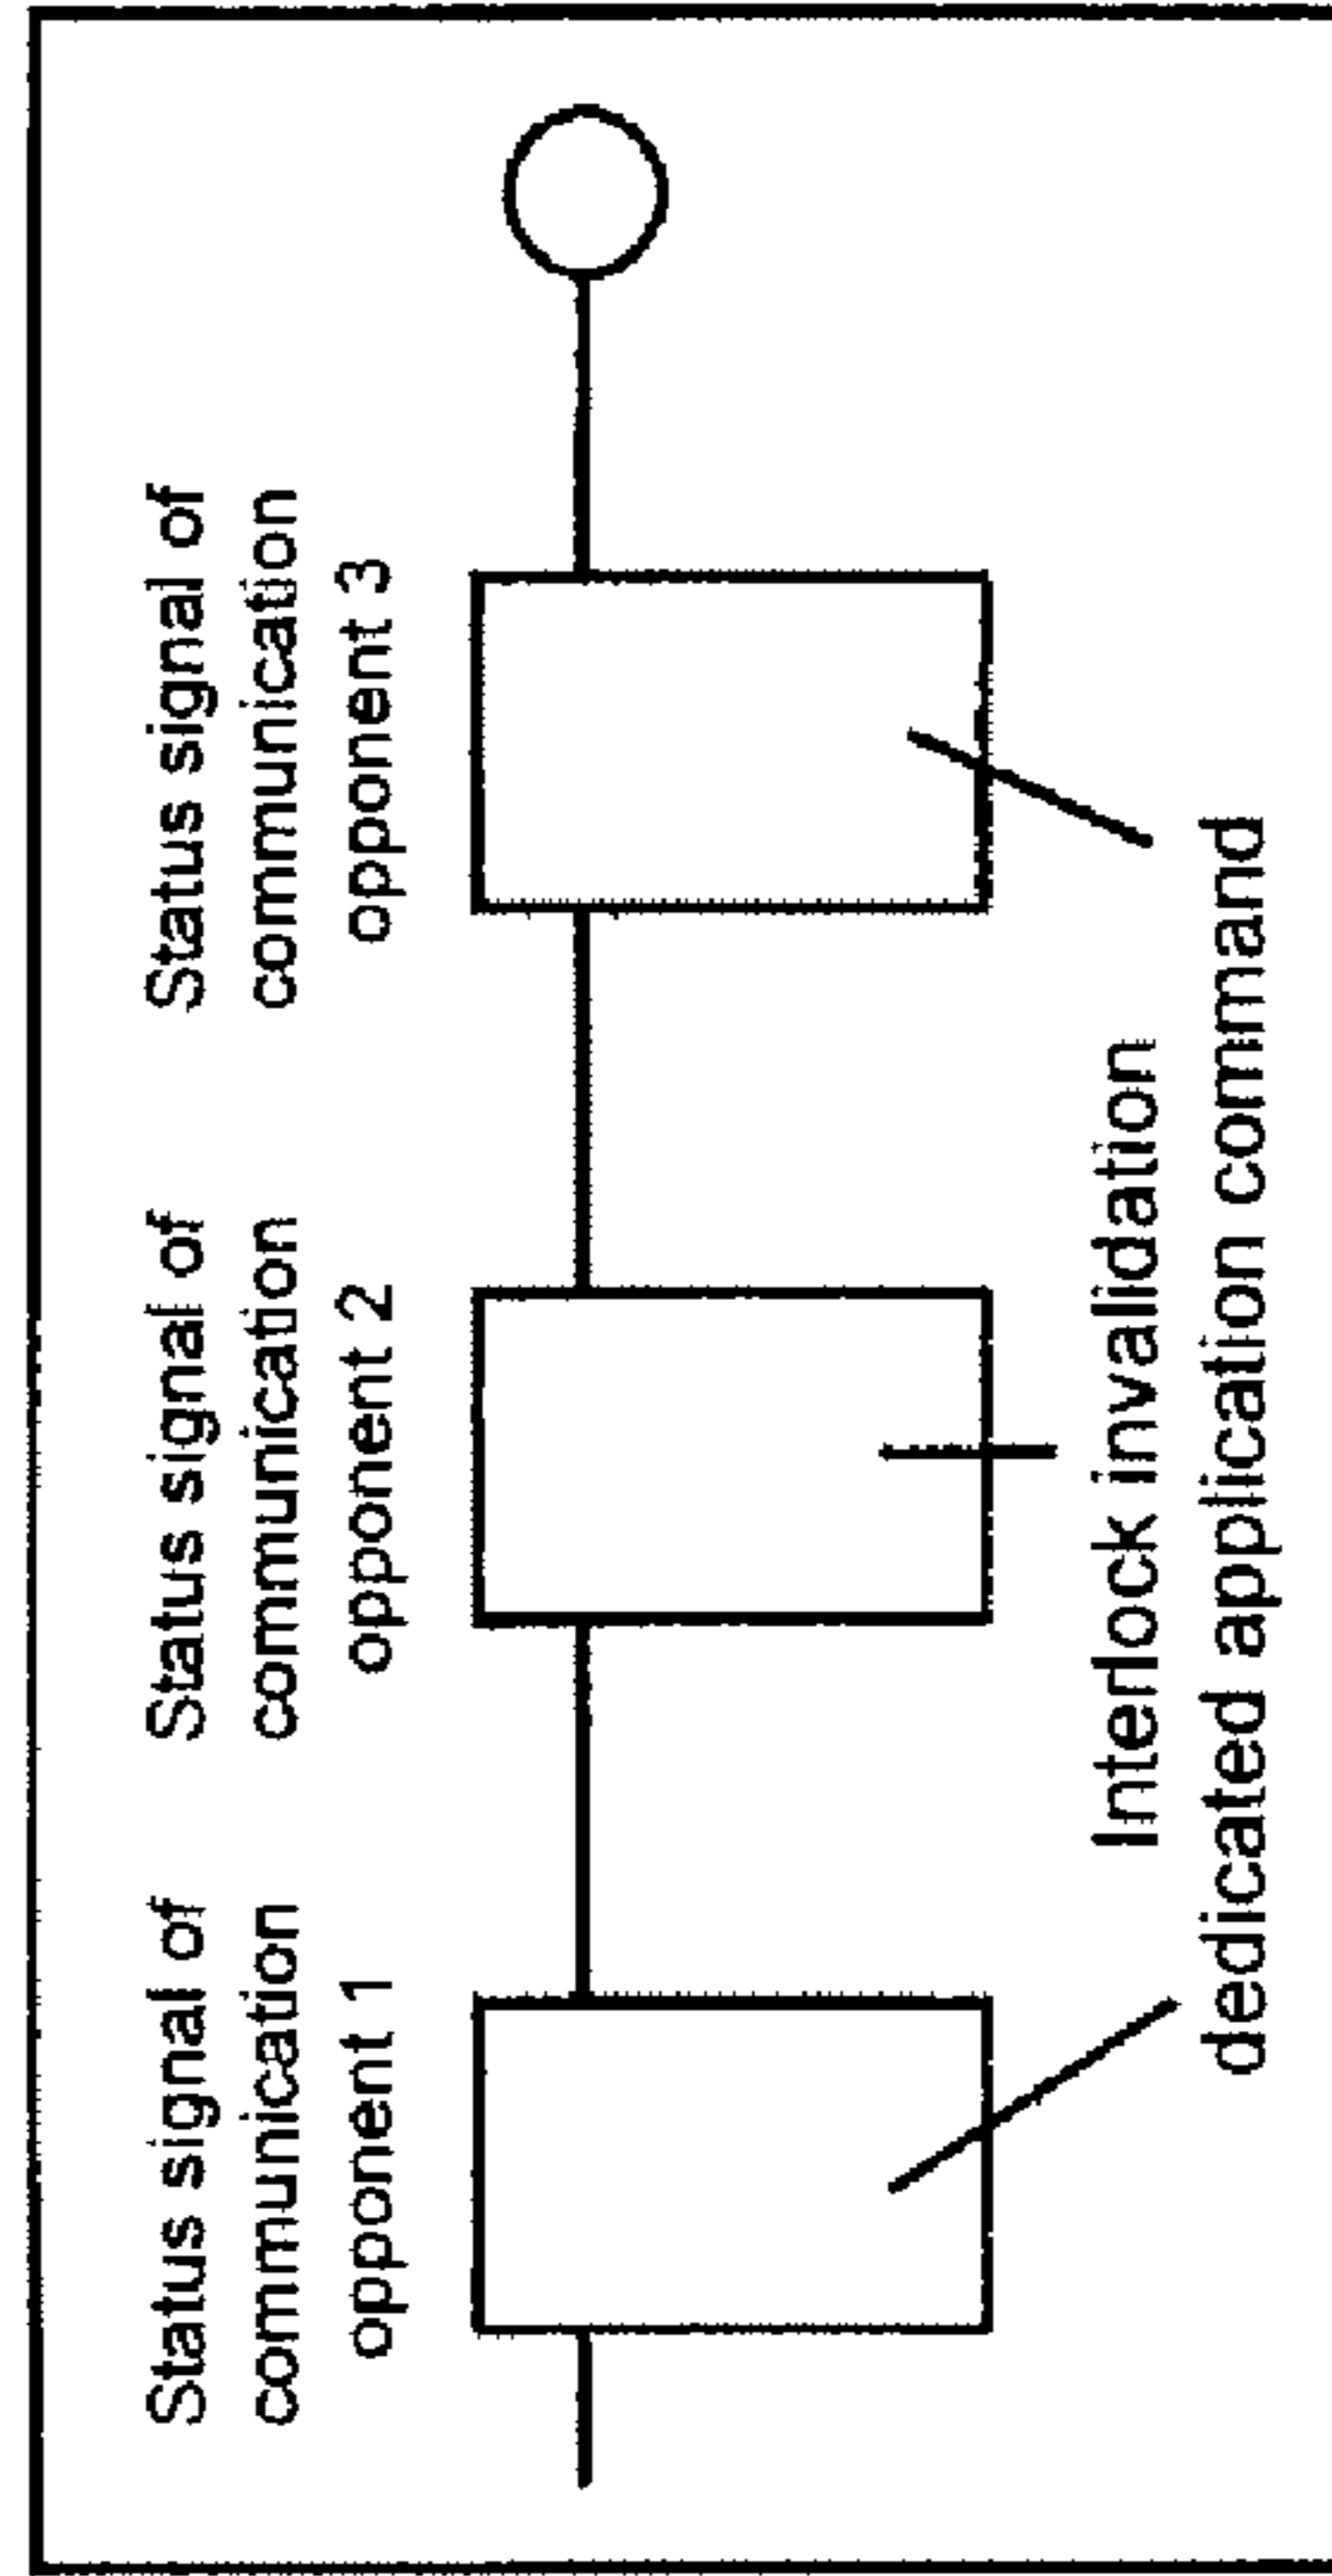 Status signal of
communication
opponent 1
Status signal of
communication
opponent 2
Status signal of
communication
opponent 3
Interlock invalidation
dedicated application command